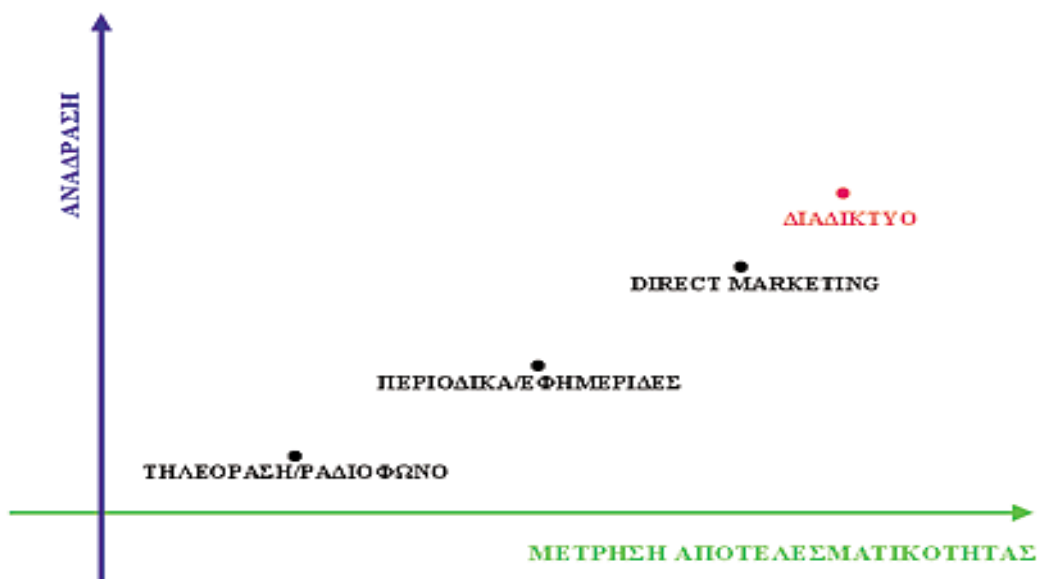 ΑΝΑΔΡΑΣΗ
ΔΙΑΔΙΚΤΥΟ
DIRECT MARKETING
ΠΕΡΙΟΔΙΚΑ/ΕΦΗΜΕΡΙΔΕΣ
ΤΗΛΕΟΡΑΣΗ/ΡΑΔΙΟΦΩΝΟ
ΜΕΤΡΗΣΗ ΑΠΟΤΕΛΕΣΜΑΤΙΚΟΤΗΤΑΣ